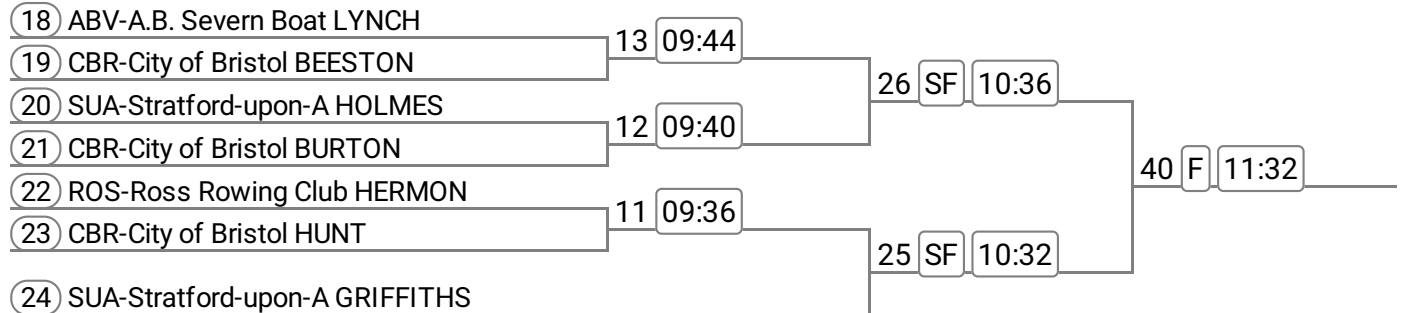 18 ABV-A.B. Severn Boat LYNCH
13 09:44
19 CBR-City of Bristol BEESTON
26 SF 10:36
20 SUA-Stratford-upon-A HOLMES
12 09:40
21 CBR-City of Bristol BURTON
40 F 11:32
22 ROS-Ross Rowing Club HERMON
11 09:36
23 CBR-City of Bristol HUNT
25 SF 10:32
24 SUA-Stratford-upon-A GRIFFITHS